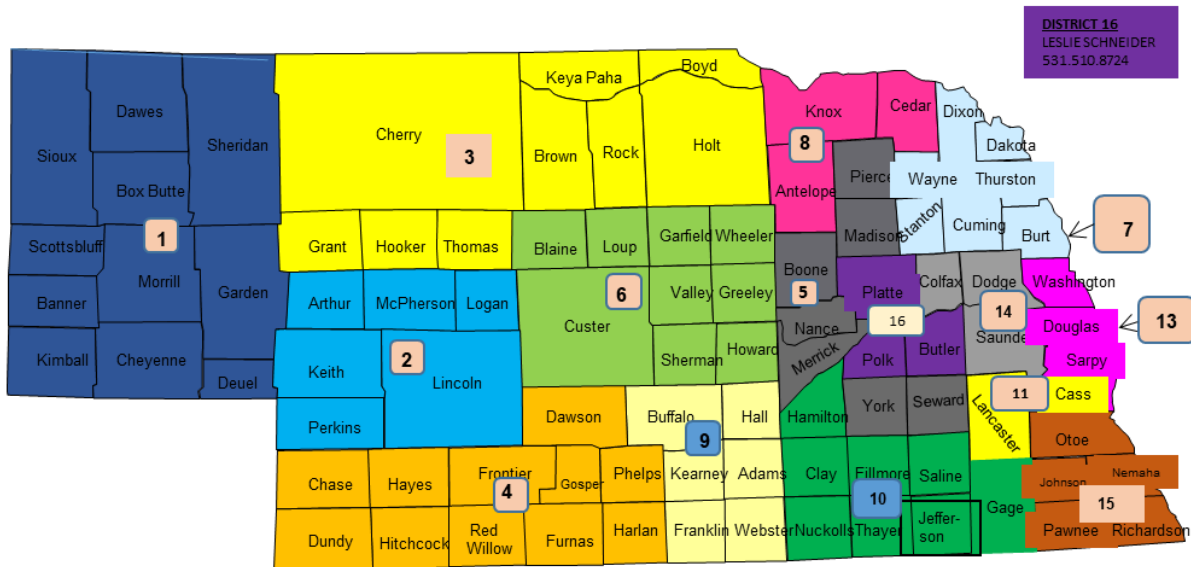 DISTRICT 16
LESLIE SCHNEIDER
531.510.8724
Keya Paha
Boyd
Dawes
Cherry
Knox
Cedar
Dixon
Sioux
Sheridan
3
Brown
Rock
Holt
8
Dakota
Box Butte
Antelope
Pierce
Wayne
Thurston
Scottsbluff
1
Grant
Hooker
Thomas
Blaine
Loup
Garfield
Wheeler
Madison
Stanton
Cuming
Burt
7
Morrill
Garden
Boone
Platte
Colfax
Dodge
Washington
Banner
Arthur
McPherson
Logan
6
Valley
Greeley
5
14
Custer
Nance
16
Douglas
13
Kimball
Cheyenne
Deuel
Keith
2
Lincoln
Sherman
Howard
Merrick
Polk
Butler
Saunde
Sarpy
Perkins
Dawson
Buffalo
Hall
Hamilton
York
Seward
Lancaster
11
Cass
9
Otoe
Chase
Hayes
Frontier
Gosper
Phelps
Kearney
Adams
Clay
Fillmore
Saline
Johnson
Nemaha
4
10
Gage
15
Dundy
Hitchcock
Red
Willow
Furnas
Harlan
Franklin
Webster
Nuckolls
Thayer
Jeffer-
son
Pawnee
Richardson